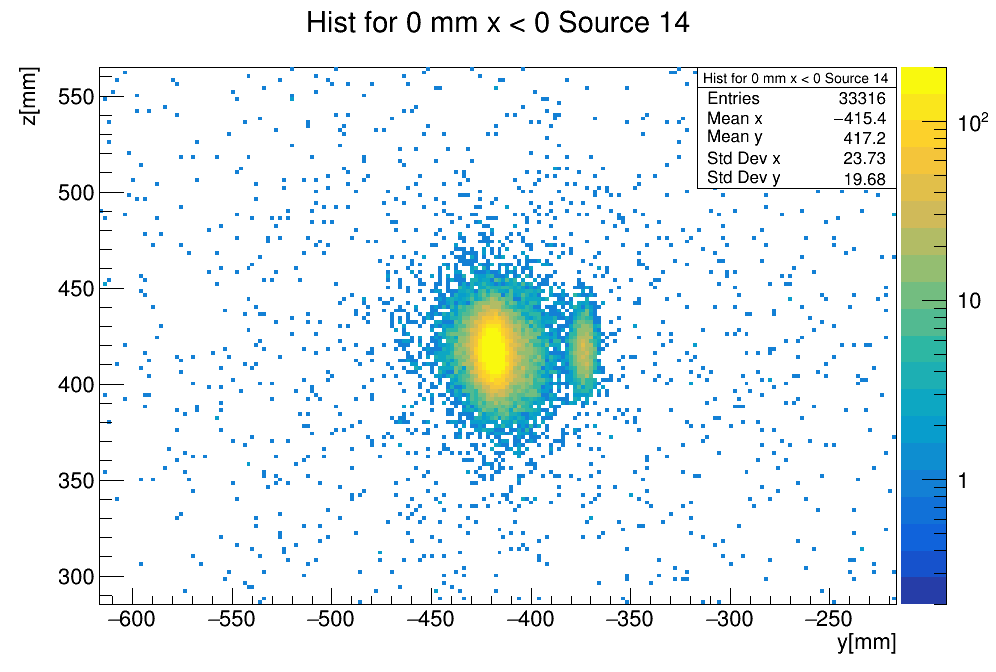 Hist for 0 mm x < 0 Source 14
z[mm]
Hist for 0 mm x < 0 Source 14
Entries 33316
Mean x −415.4
Mean y 417.2
Std Dev x 23.73
Std Dev y 19.68
550
500
450
400
350
300
10²
10
1
−600 −550 −500 −450 −400 −350 −300 −250
y[mm]